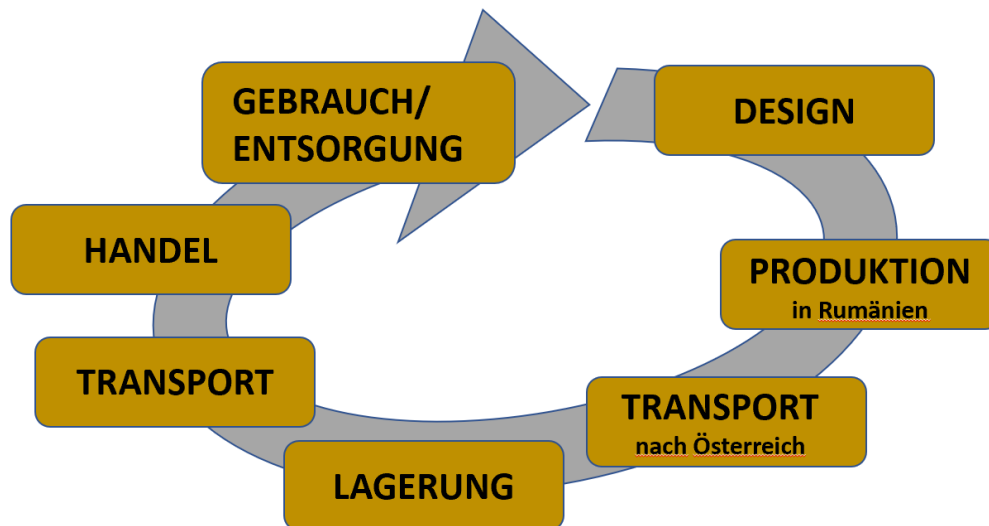 GEBRAUCH/
ENTSORGUNG
DESIGN
HANDEL
PRODUKTION
in Rumänien
TRANSPORT
TRANSPORT
nach Österreich
LAGERUNG